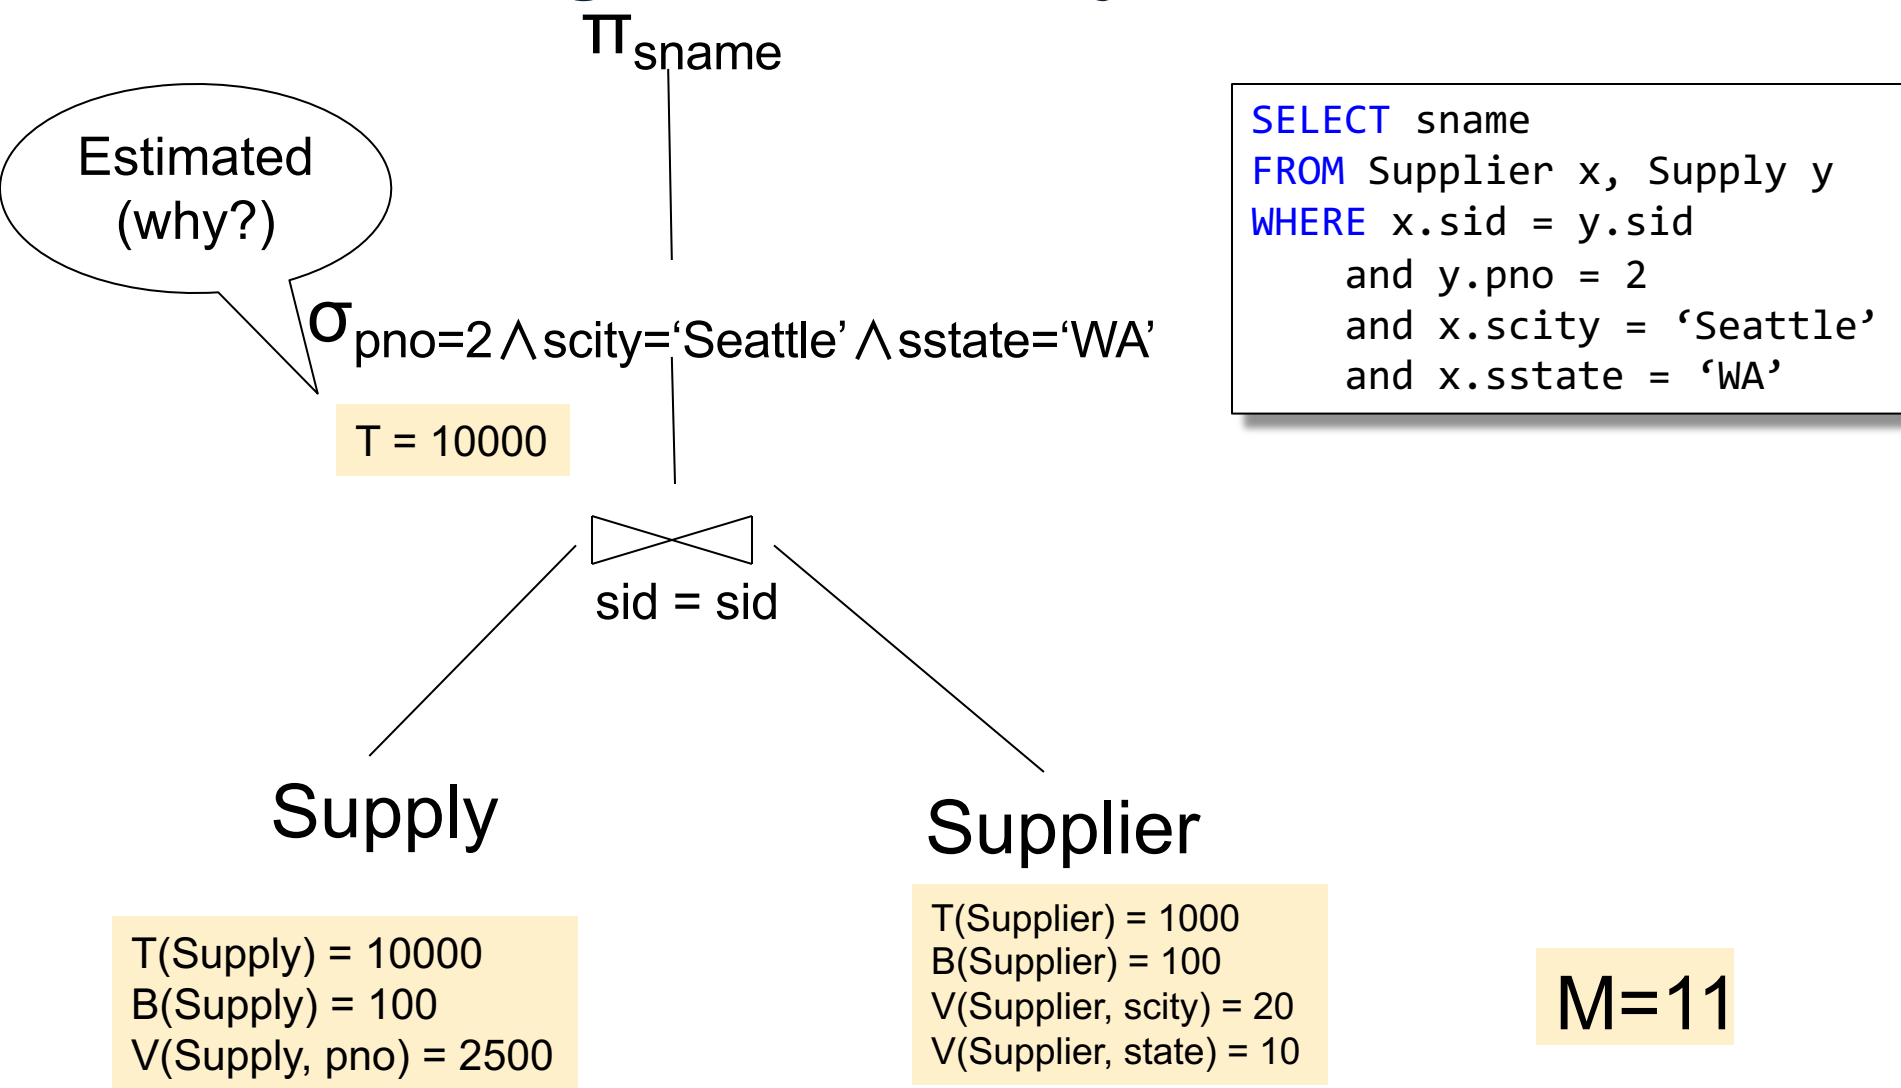 π sname
Estimated
(why?)
SELECT sname
FROM Supplier x, Supply y
WHERE x.sid = y.sid
and y.pno = 2
and x.scity = ‘Seattle’
and x.sstate = ‘WA’
σ pno=2∧scity=‘Seattle’∧sstate=‘WA’
T = 10000
sid = sid
Supply
Supplier
T(Supply) = 10000
B(Supply) = 100
V(Supply, pno) = 2500
T(Supplier) = 1000
B(Supplier) = 100
V(Supplier, scity) = 20
V(Supplier, state) = 10
M=11